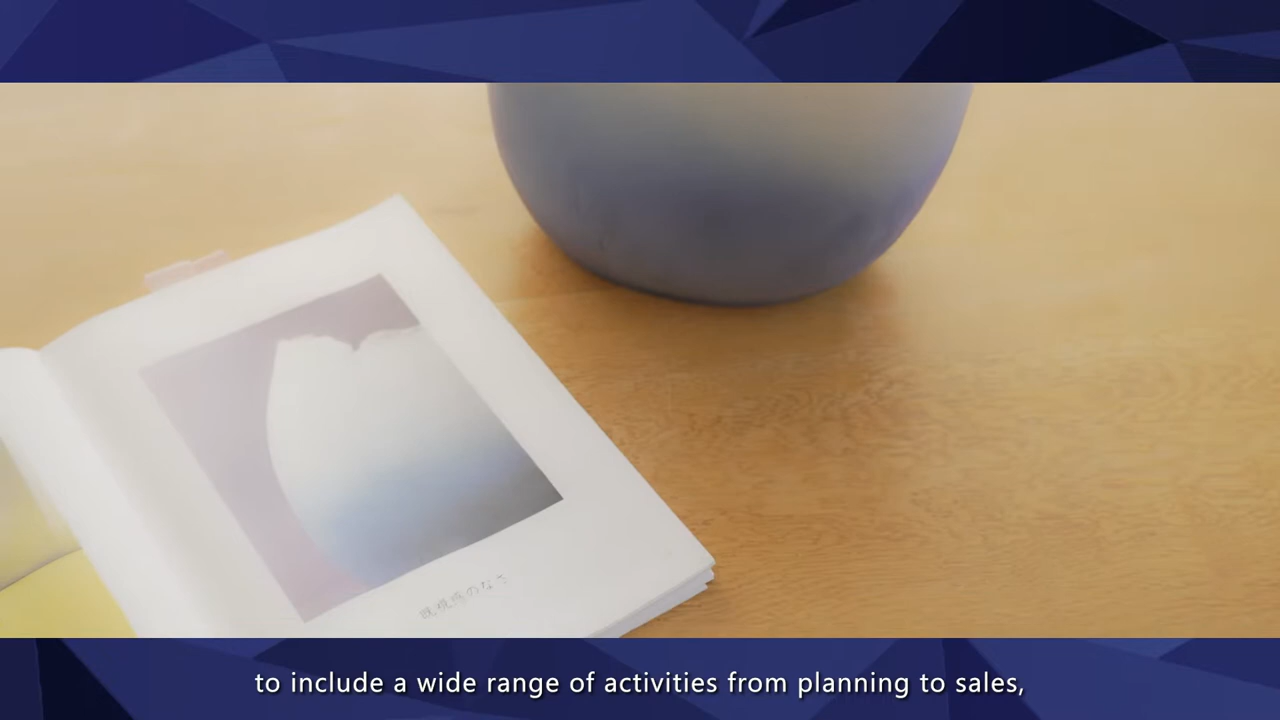 to include a wide range of activities from planning to sales,